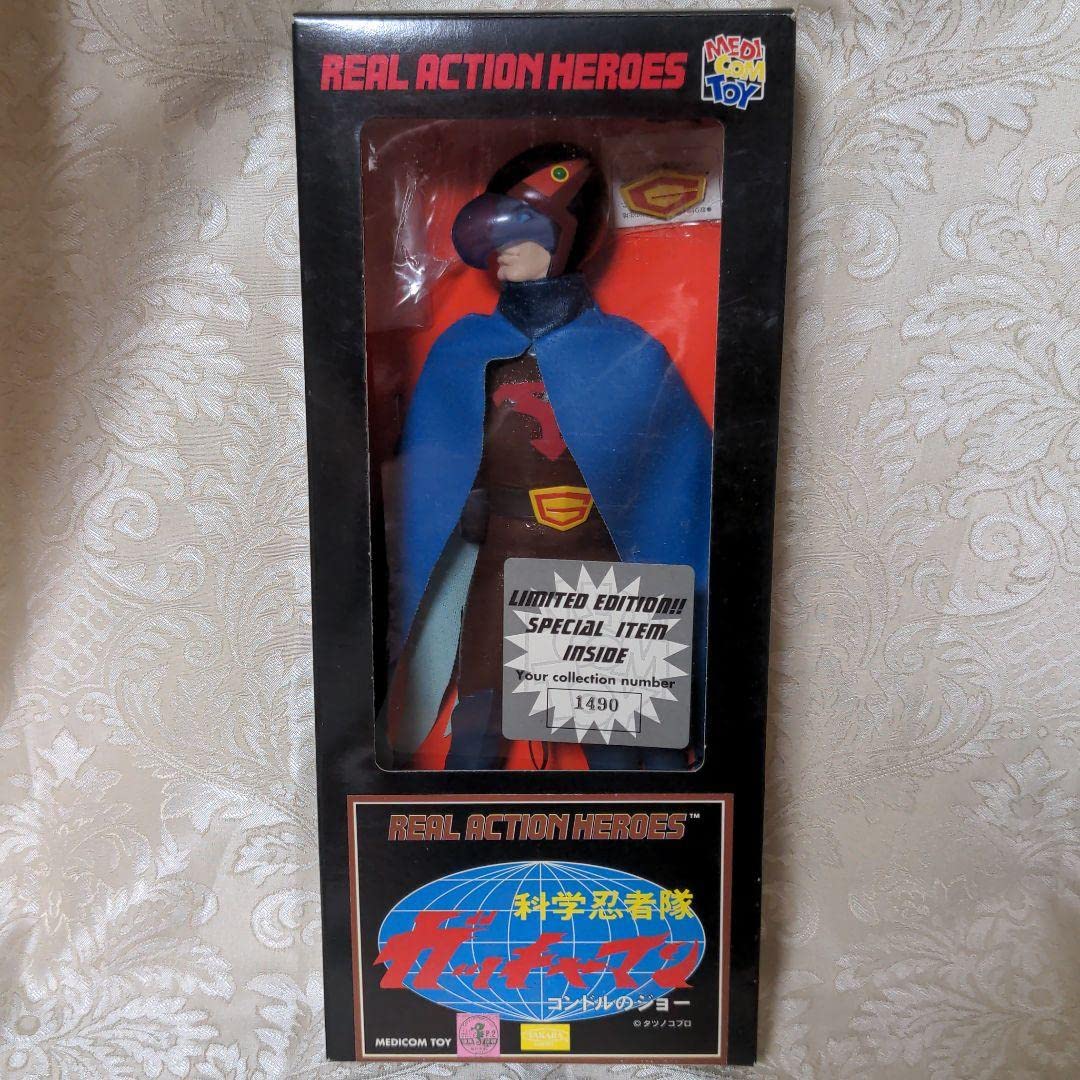 REAL ACTION HEROES
MEDI
COM
TOY
G
G
LIMITED EDITION!!
SPECIAL ITEM
INSIDE
Your collection number
1490
REAL ACTION HEROES™
科学忍者隊
ガッチャマン
コンドルのジョー
©タツノコプロ
MEDICOM TOY
TAKARA